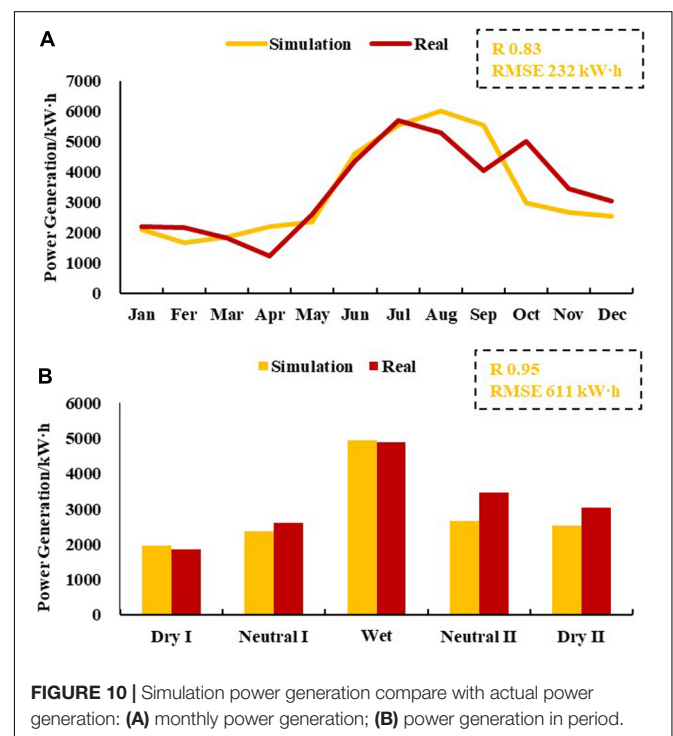 A
Simulation Real
R 0.83
RMSE 232 kW·h
Power Generation/kW·h
7000
6000
5000
4000
3000
2000
1000
0
Jan Fer Mar Apr May Jun Jul Aug Sep Oct Nov Dec
B
Simulation Real
R 0.95
RMSE 611 kW·h
Power Generation/kW·h
6000
5000
4000
3000
2000
1000
0
Dry I Neutral I Wet Neutral II Dry II
FIGURE 10 | Simulation power generation compare with actual power
generation: (A) monthly power generation; (B) power generation in period.